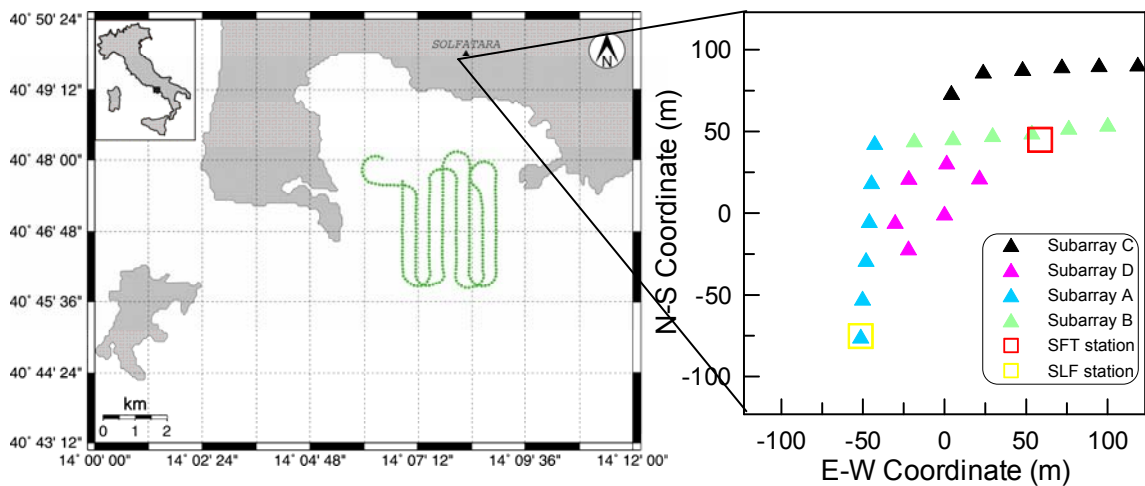 40° 50' 24"
40° 49' 12"
40° 48' 00"
40° 46' 48"
40° 45' 36"
40° 44' 24"
40° 43' 12"
14° 00' 00"
14° 02' 24"
14° 04' 48"
14° 07' 12"
14° 09' 36"
14° 12' 00"
SOLFATARA
N
km
0 1 2
N-S Coordinate (m)
100
50
0
-50
-100
-100
-50
0
50
100
E-W Coordinate (m)
Subarray C
Subarray D
Subarray A
Subarray B
SFT station
SLF station